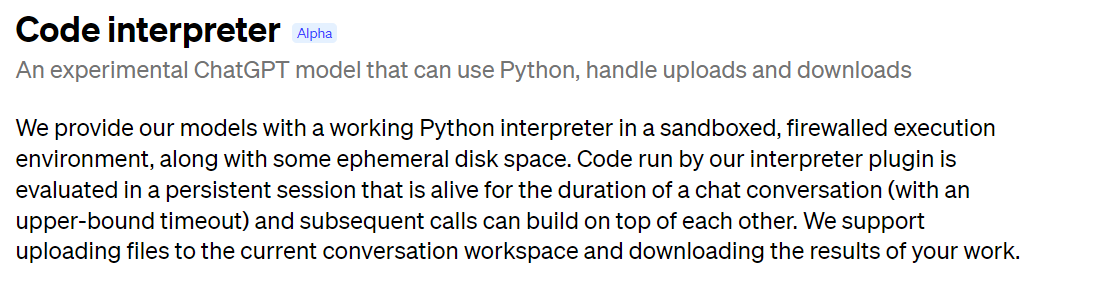 Code interpreter Alpha
An experimental ChatGPT model that can use Python, handle uploads and downloads
We provide our models with a working Python interpreter in a sandboxed, firewalled execution
environment, along with some ephemeral disk space. Code run by our interpreter plugin is
evaluated in a persistent session that is alive for the duration of a chat conversation (with an
upper-bound timeout) and subsequent calls can build on top of each other. We support
uploading files to the current conversation workspace and downloading the results of your work.